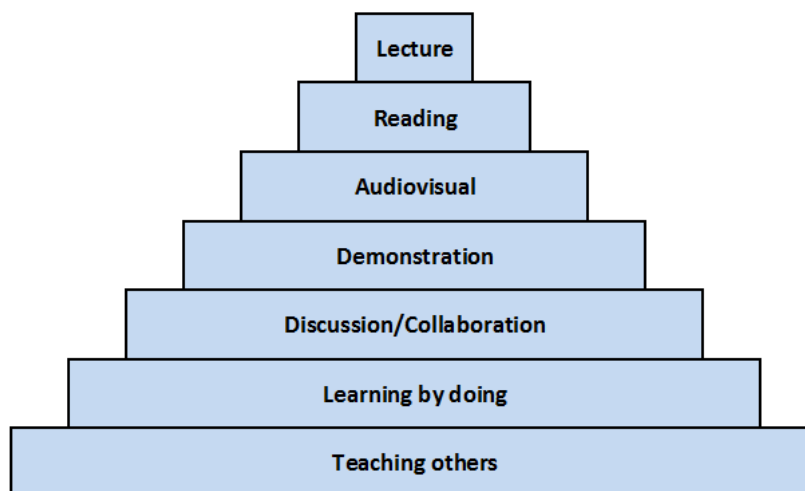 Lecture
Reading
Audiovisual
Demonstration
Discussion/Collaboration
Learning by doing
Teaching others